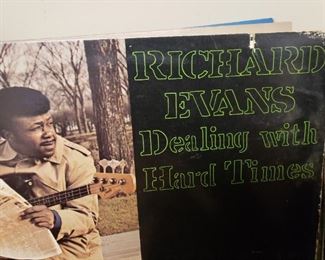 RICHARD
EVANS
Dealing with
Hard Times